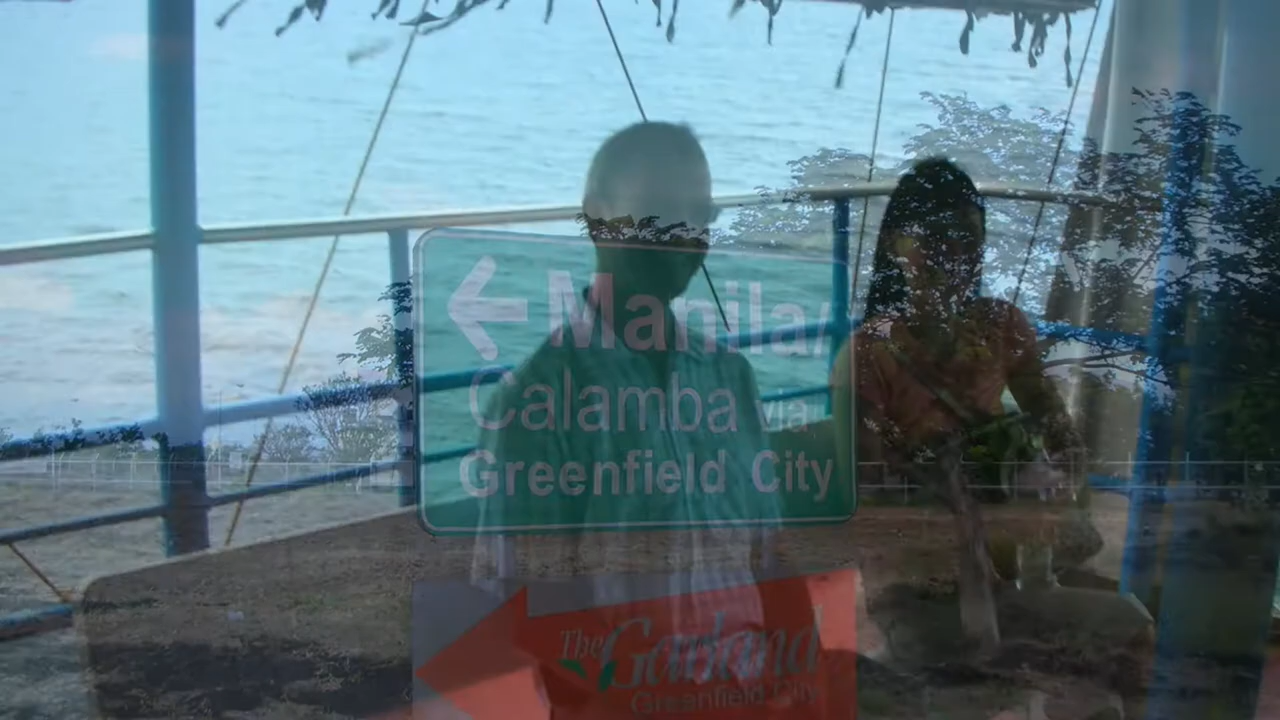 Manila/
Calamba via
Greenfield City
The Garland
Greenfield City